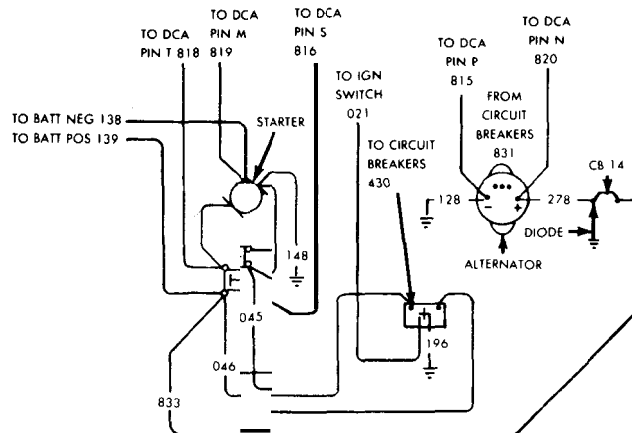 TO DCA
PIN T 818
TO DCA
PIN M
819
TO DCA
PIN S
816
TO IGN
SWITCH
021
TO DCA
PIN P
815
TO DCA
PIN N
820
FROM
CIRCUIT
BREAKERS
831
TO BATT NEG 138
TO BATT POS 139
STARTER
TO CIRCUIT
BREAKERS
430
CB 14
128
278
DIODE
ALTERNATOR
148
045
196
046
833